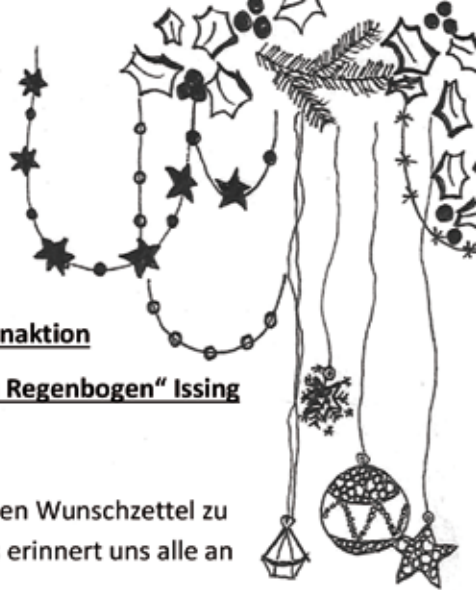 naktion
Regenbogen“ Issing
en Wunschzettel zu
erinnert uns alle an